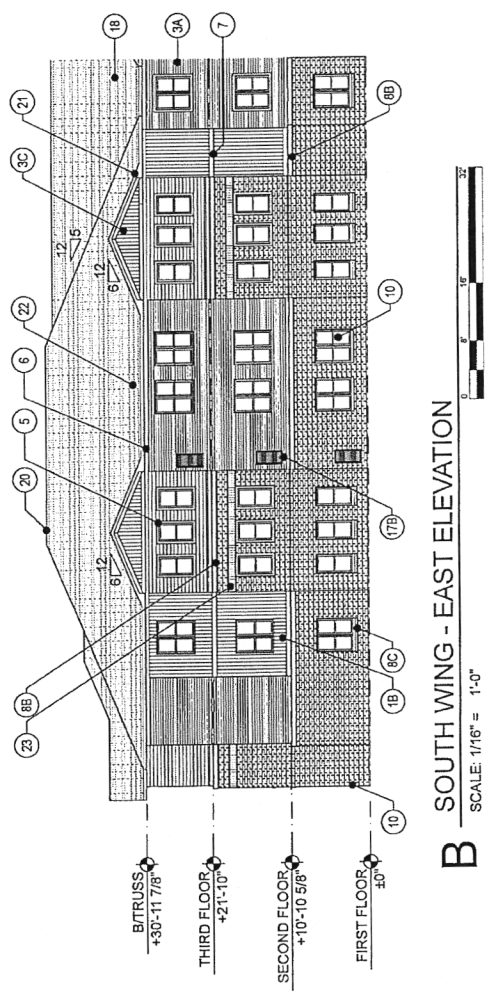 23
8B
20
5
6
22
3C
21
18
3A
7
8B
12
5
12
6
12
6
B/TRUSS
+30'-11 7/8"
THIRD FLOOR
+21'-10"
SECOND FLOOR
+10'-10 5/8"
FIRST FLOOR
±0"
10
1B
8C
17B
10
B SOUTH WING - EAST ELEVATION
SCALE: 1/16" = 1'-0"
0 8' 16' 32'